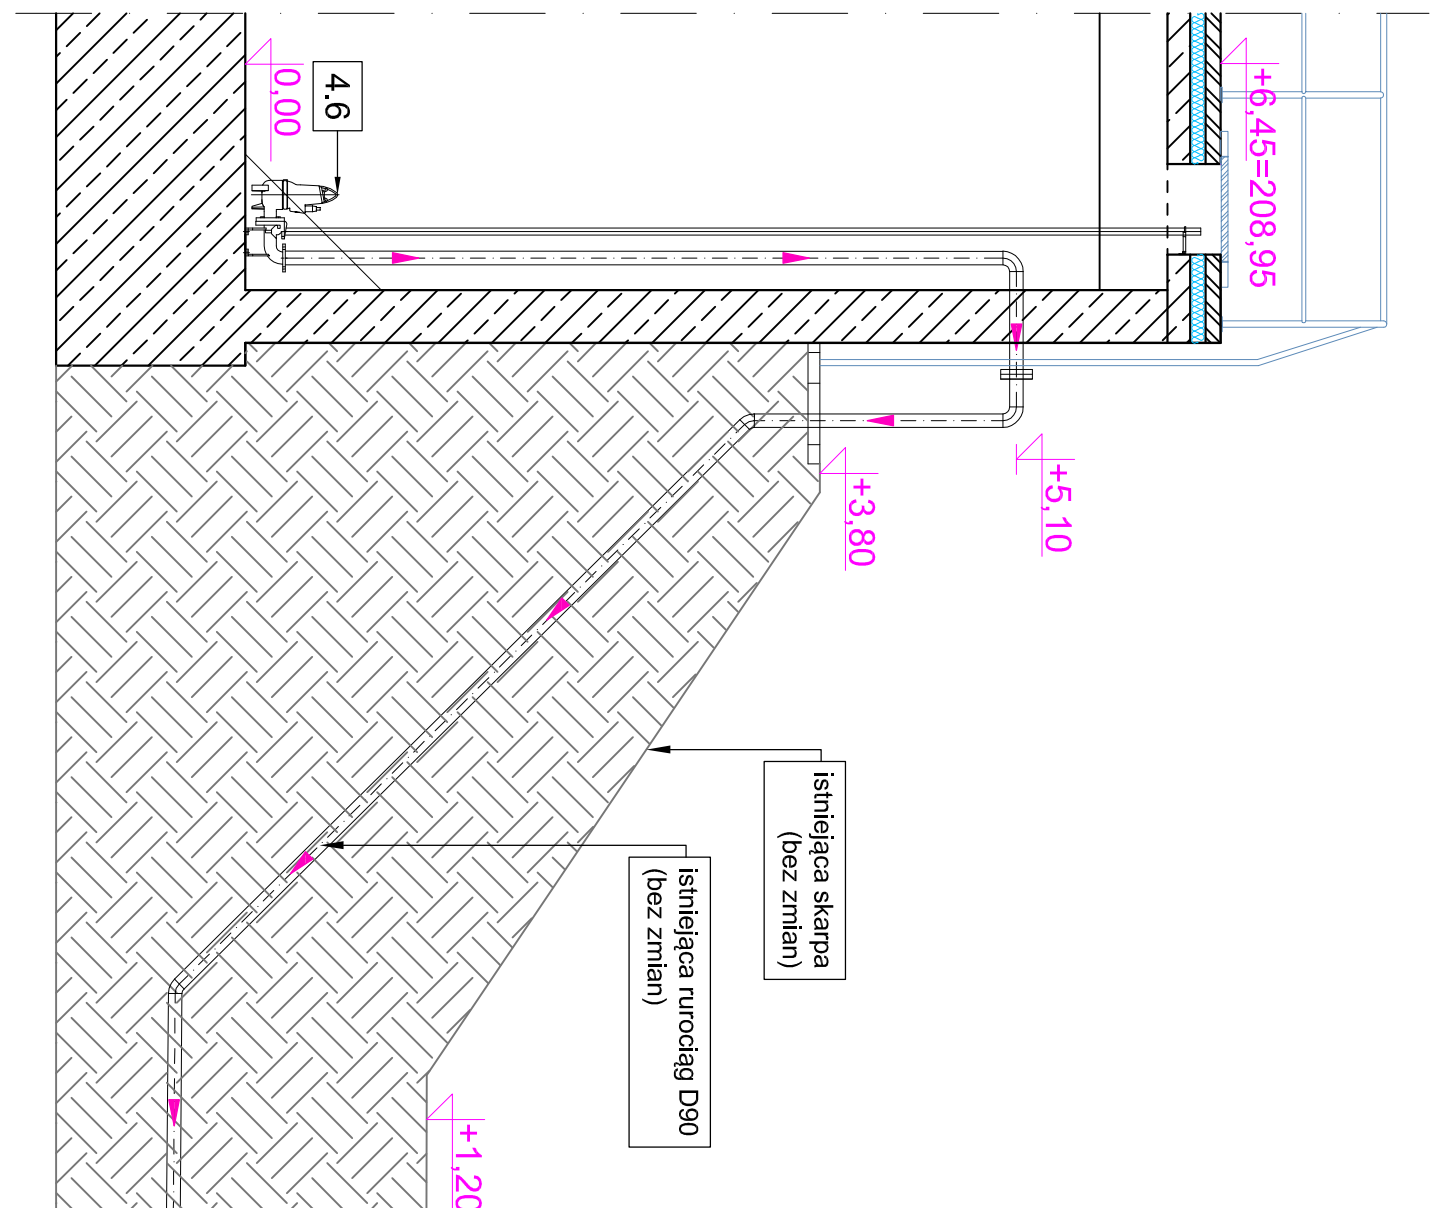 +6,45=208,95
+5,10
+3,80
4.6
0,00
istniejąca skarpa
(bez zmian)
istniejąca rurociąg D90
(bez zmian)
+1,20